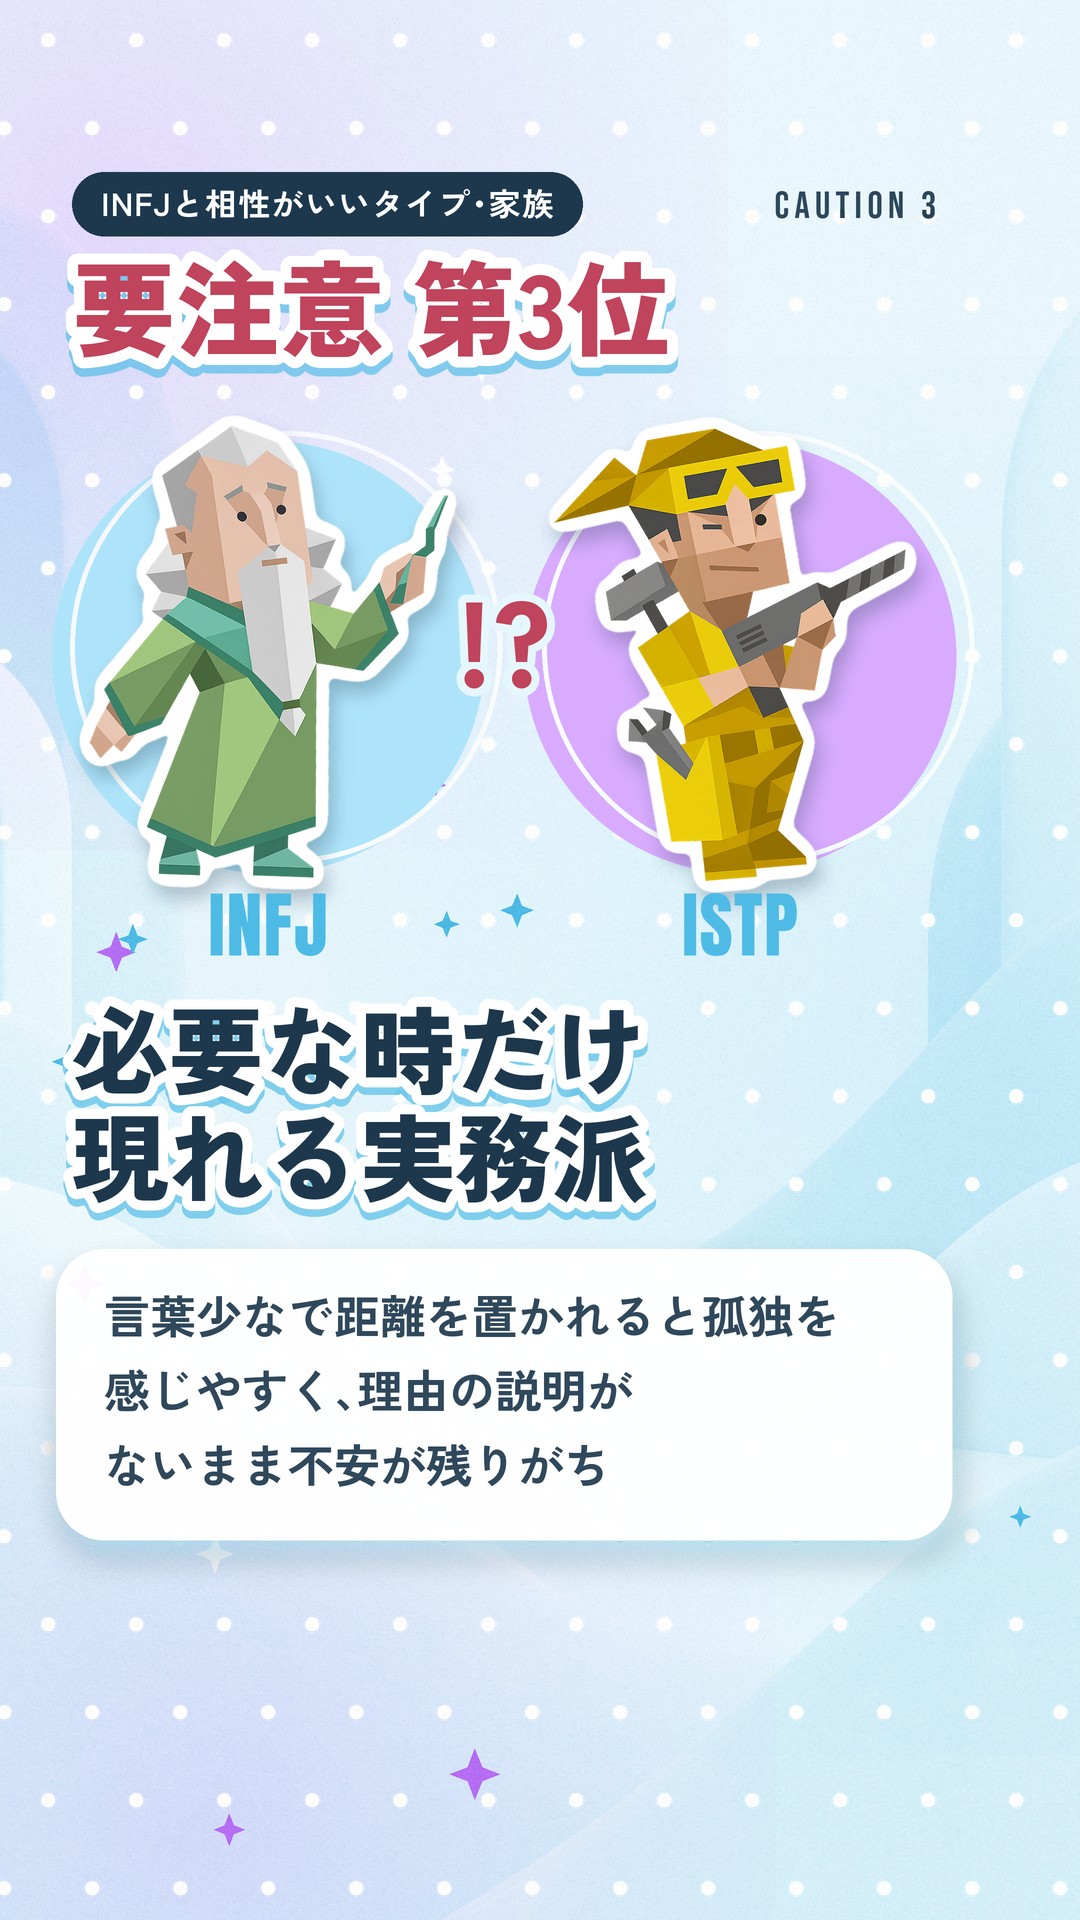 INFJと相性がいいタイプ・家族
CAUTION 3
要注意 第3位
!?
INFJ
ISTP
必要な時だけ
現れる実務派
言葉少なで距離を置かれると孤独を
感じやすく、理由の説明が
ないまま不安が残りがち